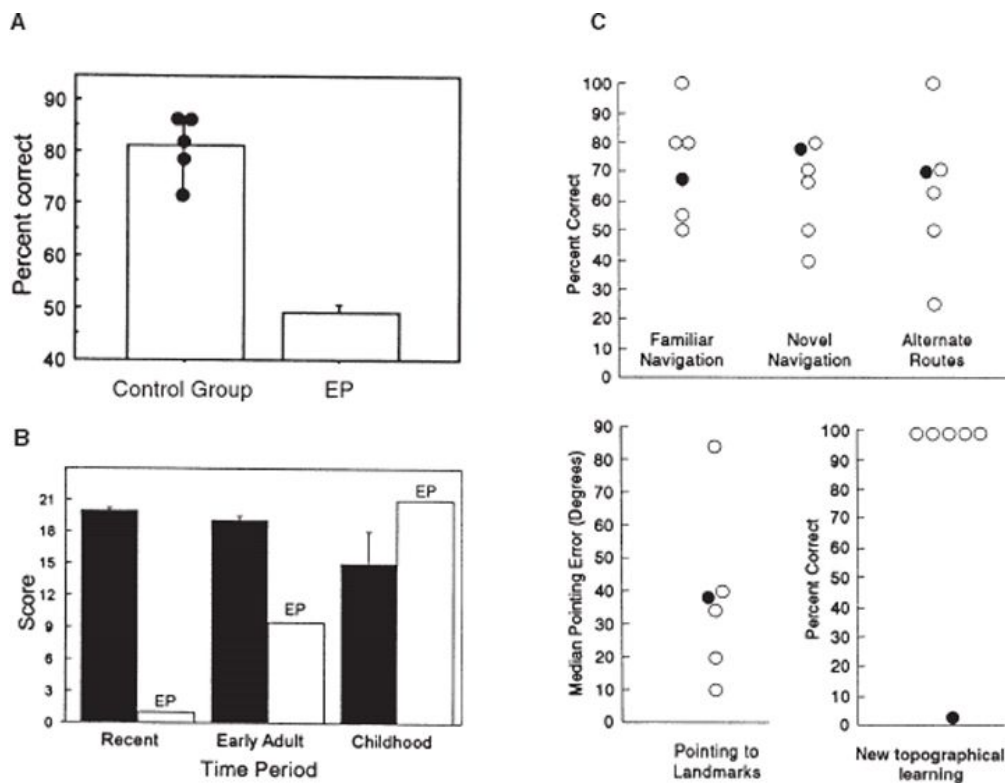 A
Percent correct
90
80
70
60
50
40
Control Group
EP
B
Score
21
18
15
12
9
6
3
0
EP
EP
EP
Recent
Early Adult
Childhood
Time Period
C
Percent Correct
100
90
80
70
60
50
40
30
20
10
0
Familiar
Navigation
Novel
Navigation
Alternate
Routes
Median Pointing Error (Degrees)
90
80
70
60
50
40
30
20
10
0
Pointing to
Landmarks
Percent Correct
100
90
80
70
60
50
40
30
20
10
0
New topographical
learning